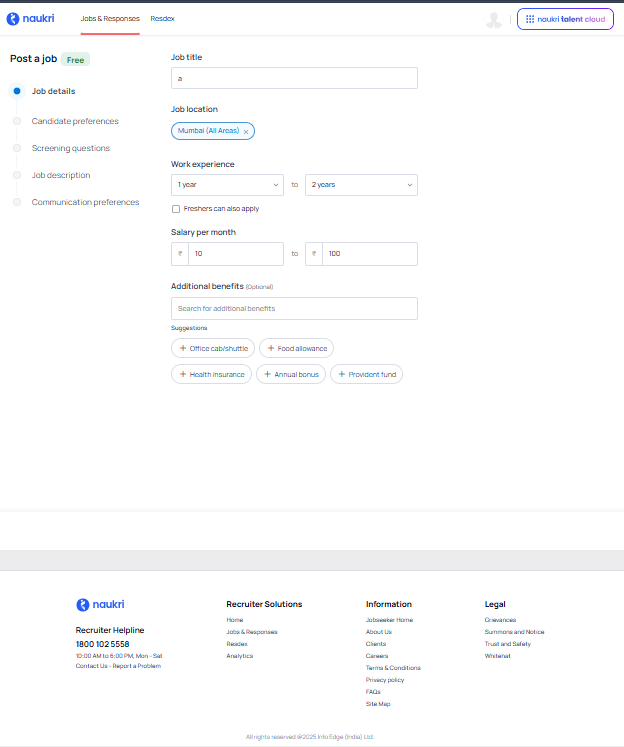 naukri
Jobs & Responses
Resdex
naukri talent cloud
Post a job Free
Job details
Candidate preferences
Screening questions
Job description
Communication preferences
Job title
a
Job location
Mumbai (All Areas) ×
Work experience
1 year to 2 years
Freshers can also apply
Salary per month
₹ 10 to ₹ 100
Additional benefits (Optional)
Search for additional benefits
Suggestions
+ Office cab/shuttle + Food allowance
+ Health insurance + Annual bonus + Provident fund
naukri
Recruiter Helpline
1800 102 5558
10:00 AM to 6:00 PM, Mon - Sat
Contact Us - Report a Problem
Recruiter Solutions
Home
Jobs & Responses
Resdex
Analytics
Information
Jobseeker Home
About Us
Clients
Careers
Terms & Conditions
Privacy policy
FAQs
Site Map
Legal
Grievances
Summons and Notice
Trust and Safety
Whitehat
All rights reserved @2025 Info Edge (India) Ltd.